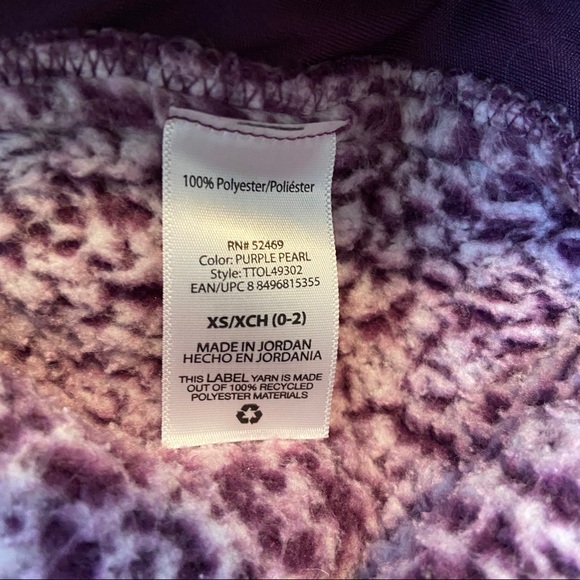 100% Polyester/Poliéster
RN# 52469
Color: PURPLE PEARL
Style: TTOL49302
EAN/UPC 8 8496815355
XS/XCH (0-2)
MADE IN JORDAN
HECHO EN JORDANIA
THIS LABEL YARN IS MADE
OUT OF 100% RECYCLED
POLYESTER MATERIALS